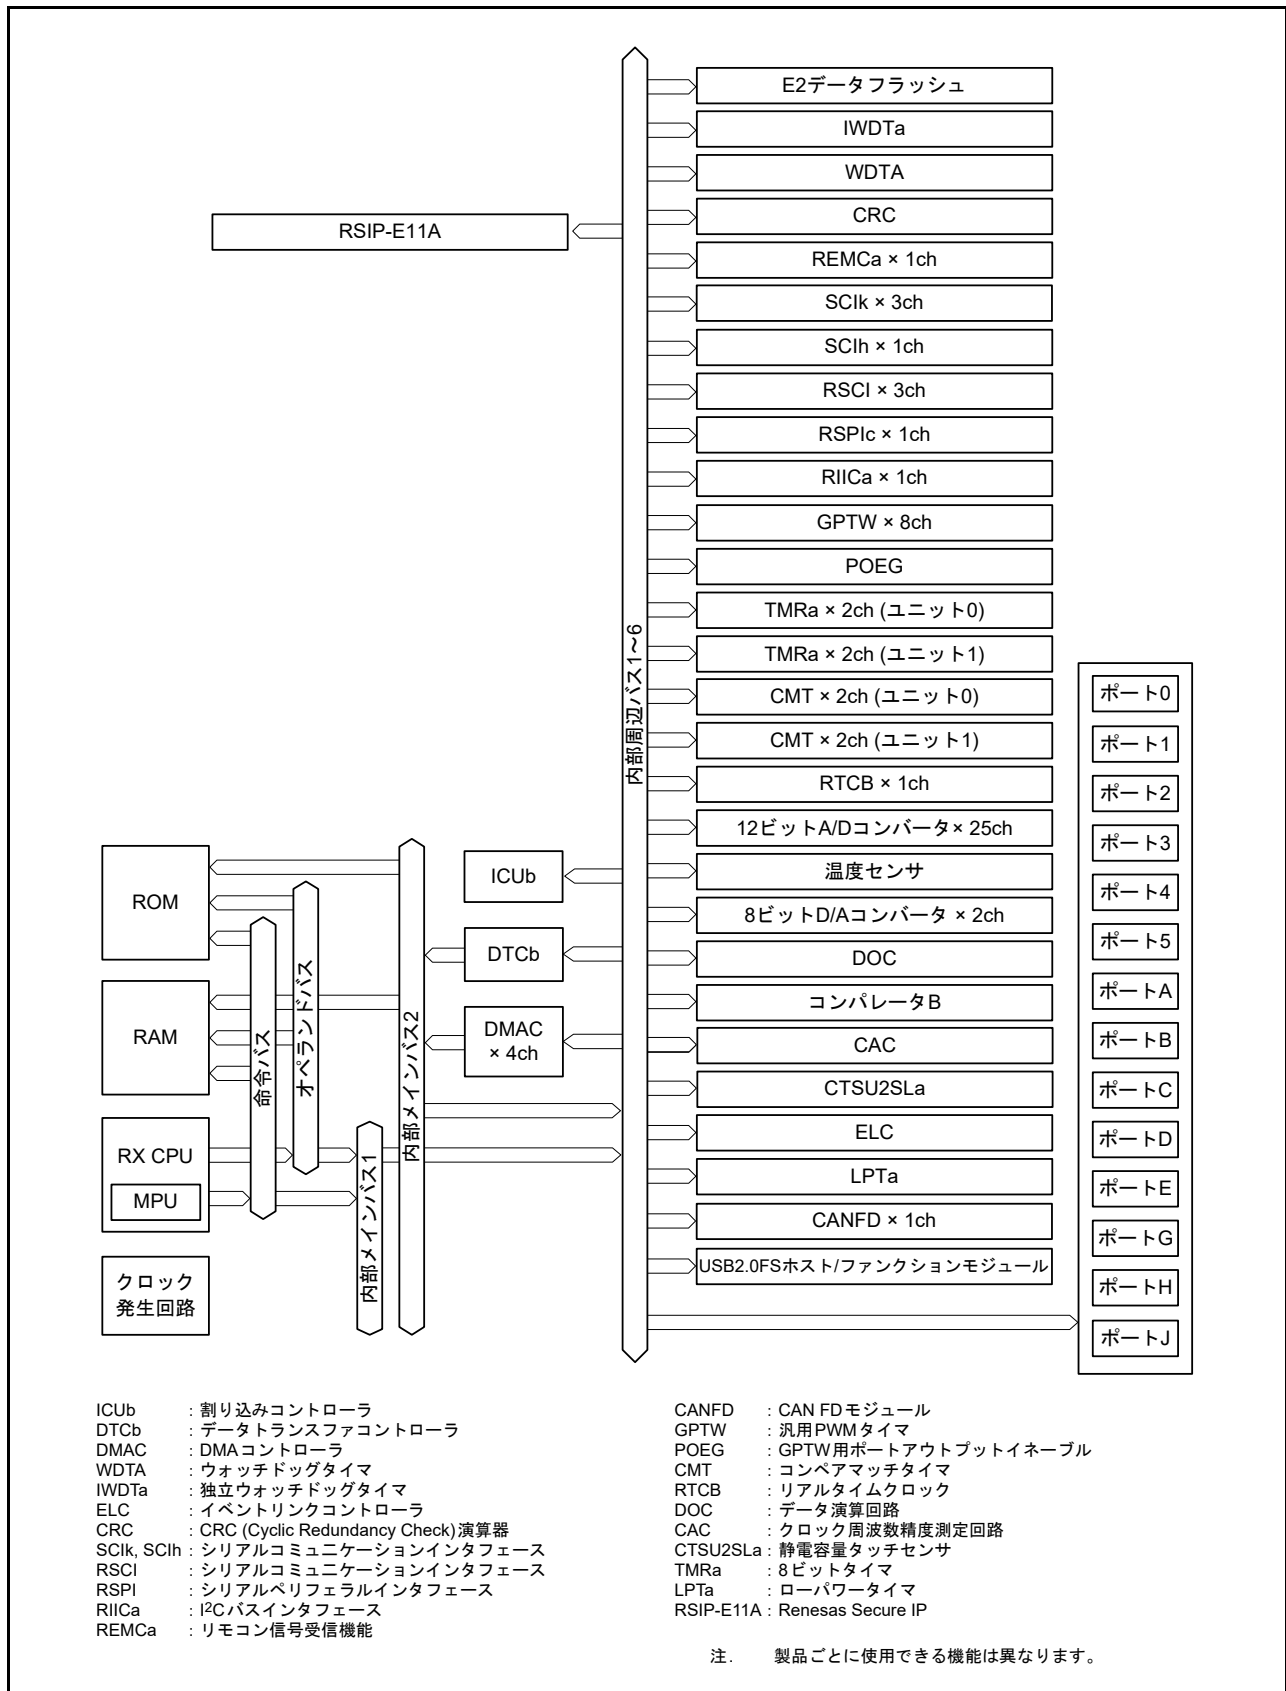 E2データフラッシュ
IWDTa
WDTA
CRC
RSIP-E11A
REMCa × 1ch
SCIk × 3ch
SCIh × 1ch
RSCI × 3ch
RSPIc × 1ch
RIICa × 1ch
GPTW × 8ch
POEG
TMRa × 2ch (ユニット0)
TMRa × 2ch (ユニット1)
CMT × 2ch (ユニット0)
CMT × 2ch (ユニット1)
RTCB × 1ch
12ビットA/Dコンバータ× 25ch
温度センサ
8ビットD/Aコンバータ × 2ch
DOC
コンパレータB
CAC
CTSU2SLa
ELC
LPTa
CANFD × 1ch
USB2.0FSホスト/ファンクションモジュール
内部周辺バス1～6
ポート0
ポート1
ポート2
ポート3
ポート4
ポート5
ポートA
ポートB
ポートC
ポートD
ポートE
ポートG
ポートH
ポートJ
ICUb
DTCb
DMAC
× 4ch
ROM
RAM
RX CPU
MPU
クロック
発生回路
命令バス
オペランドバス
内部メインバス1
内部メインバス2
ICUb : 割り込みコントローラ
DTCb : データトランスファコントローラ
DMAC : DMAコントローラ
WDTA : ウォッチドッグタイマ
IWDTa : 独立ウォッチドッグタイマ
ELC : イベントリンクコントローラ
CRC : CRC (Cyclic Redundancy Check)演算器
SCIk, SCIh : シリアルコミュニケーションインタフェース
RSCI : シリアルコミュニケーションインタフェース
RSPI : シリアルペリフェラルインタフェース
RIICa : I2Cバスインタフェース
REMCa : リモコン信号受信機能
CANFD : CAN FDモジュール
GPTW : 汎用PWMタイマ
POEG : GPTW用ポートアウトプットイネーブル
CMT : コンペアマッチタイマ
RTCB : リアルタイムクロック
DOC : データ演算回路
CAC : クロック周波数精度測定回路
CTSU2SLa : 静電容量タッチセンサ
TMRa : 8ビットタイマ
LPTa : ローパワータイマ
RSIP-E11A : Renesas Secure IP
注. 製品ごとに使用できる機能は異なります。